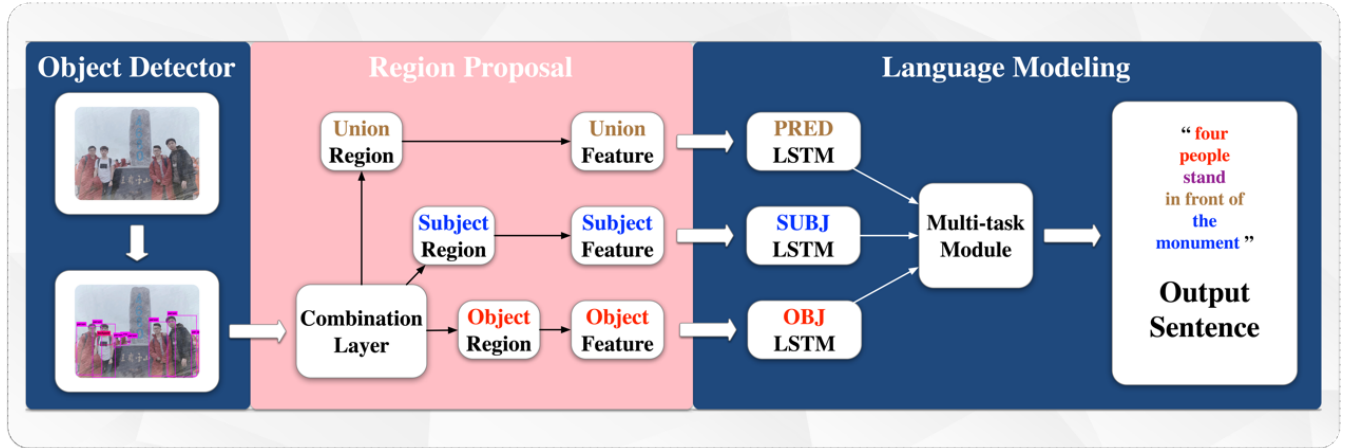 Object Detector
Region Proposal
Language Modeling
Union
Region
Union
Feature
PRED
LSTM
Subject
Region
Subject
Feature
SUBJ
LSTM
Combination
Layer
Object
Region
Object
Feature
OBJ
LSTM
Multi-task
Module
“ four
people
stand
in front of
the
monument ”
Output
Sentence